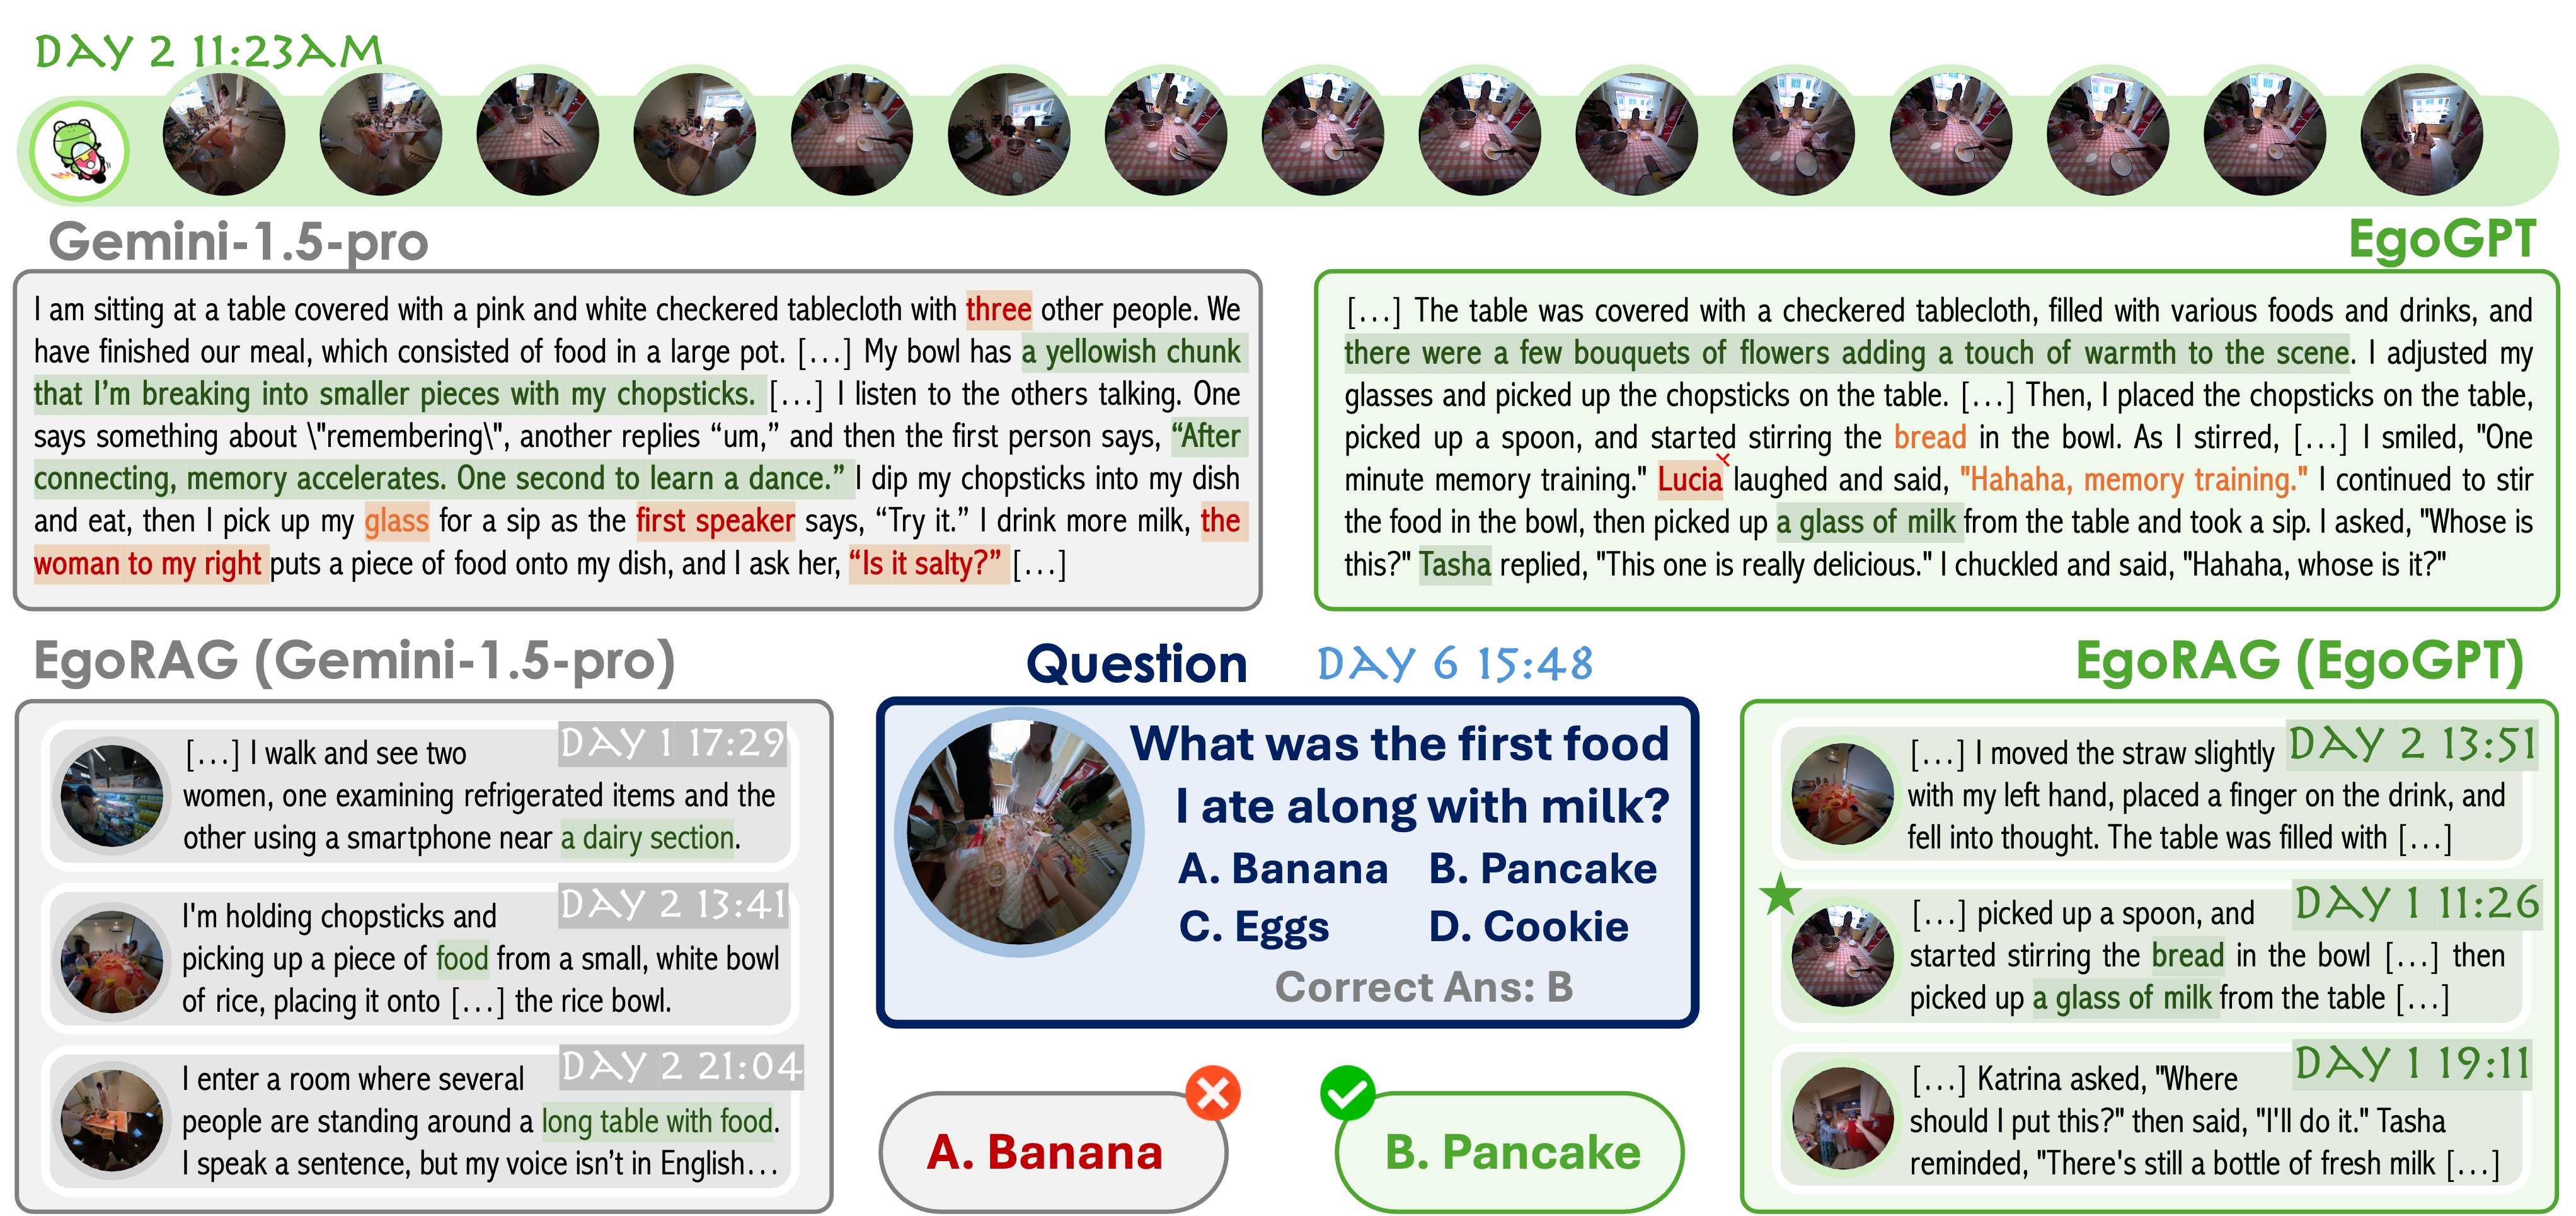 DAY 2 11:23AM
Gemini-1.5-pro
I am sitting at a table covered with a pink and white checkered tablecloth with three other people. We
have finished our meal, which consisted of food in a large pot. [...] My bowl has a yellowish chunk
that I'm breaking into smaller pieces with my chopsticks. [...] I listen to the others talking. One
says something about \"remembering\", another replies “um,” and then the first person says, “After
connecting, memory accelerates. One second to learn a dance.” I dip my chopsticks into my dish
and eat, then I pick up my glass for a sip as the first speaker says, “Try it.” I drink more milk, the
woman to my right puts a piece of food onto my dish, and I ask her, “Is it salty?” [...]
EgoGPT
[...] The table was covered with a checkered tablecloth, filled with various foods and drinks, and
there were a few bouquets of flowers adding a touch of warmth to the scene. I adjusted my
glasses and picked up the chopsticks on the table. [...] Then, I placed the chopsticks on the table,
picked up a spoon, and started stirring the bread in the bowl. As I stirred, [...] I smiled, "One
minute memory training." Lucia laughed and said, "Hahaha, memory training." I continued to stir
the food in the bowl, then picked up a glass of milk from the table and took a sip. I asked, "Whose is
this?" Tasha replied, "This one is really delicious." I chuckled and said, "Hahaha, whose is it?"
EgoRAG (Gemini-1.5-pro)
DAY 1 17:29
[...] I walk and see two
women, one examining refrigerated items and the
other using a smartphone near a dairy section.
DAY 2 13:41
I'm holding chopsticks and
picking up a piece of food from a small, white bowl
of rice, placing it onto [...] the rice bowl.
DAY 2 21:04
I enter a room where several
people are standing around a long table with food.
I speak a sentence, but my voice isn't in English...
Question DAY 6 15:48
What was the first food
I ate along with milk?
A. Banana B. Pancake
C. Eggs D. Cookie
Correct Ans: B
A. Banana
B. Pancake
EgoRAG (EgoGPT)
DAY 2 13:51
[...] I moved the straw slightly
with my left hand, placed a finger on the drink, and
fell into thought. The table was filled with [...]
DAY 1 11:26
[...] picked up a spoon, and
started stirring the bread in the bowl [...] then
picked up a glass of milk from the table [...]
DAY 1 19:11
[...] Katrina asked, "Where
should I put this?" then said, "I'll do it." Tasha
reminded, "There's still a bottle of fresh milk [...]